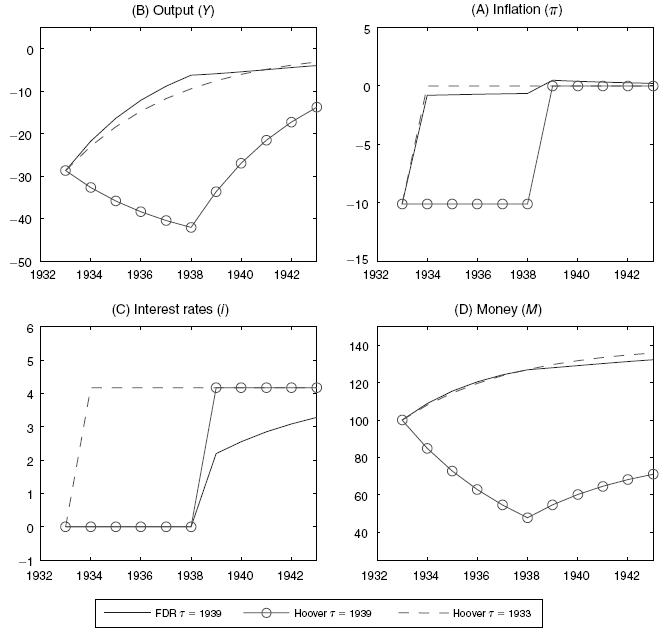 (B) Output (Y)
(A) Inflation (π)
0
−10
−20
−30
−40
−50
1932 1934 1936 1938 1940 1942
5
0
−5
−10
−15
1932 1934 1936 1938 1940 1942
(C) Interest rates (i)
(D) Money (M)
6
5
4
3
2
1
0
−1
1932 1934 1936 1938 1940 1942
140
120
100
80
60
40
1932 1934 1936 1938 1940 1942
FDR τ = 1939 Hoover τ = 1939 Hoover τ = 1933